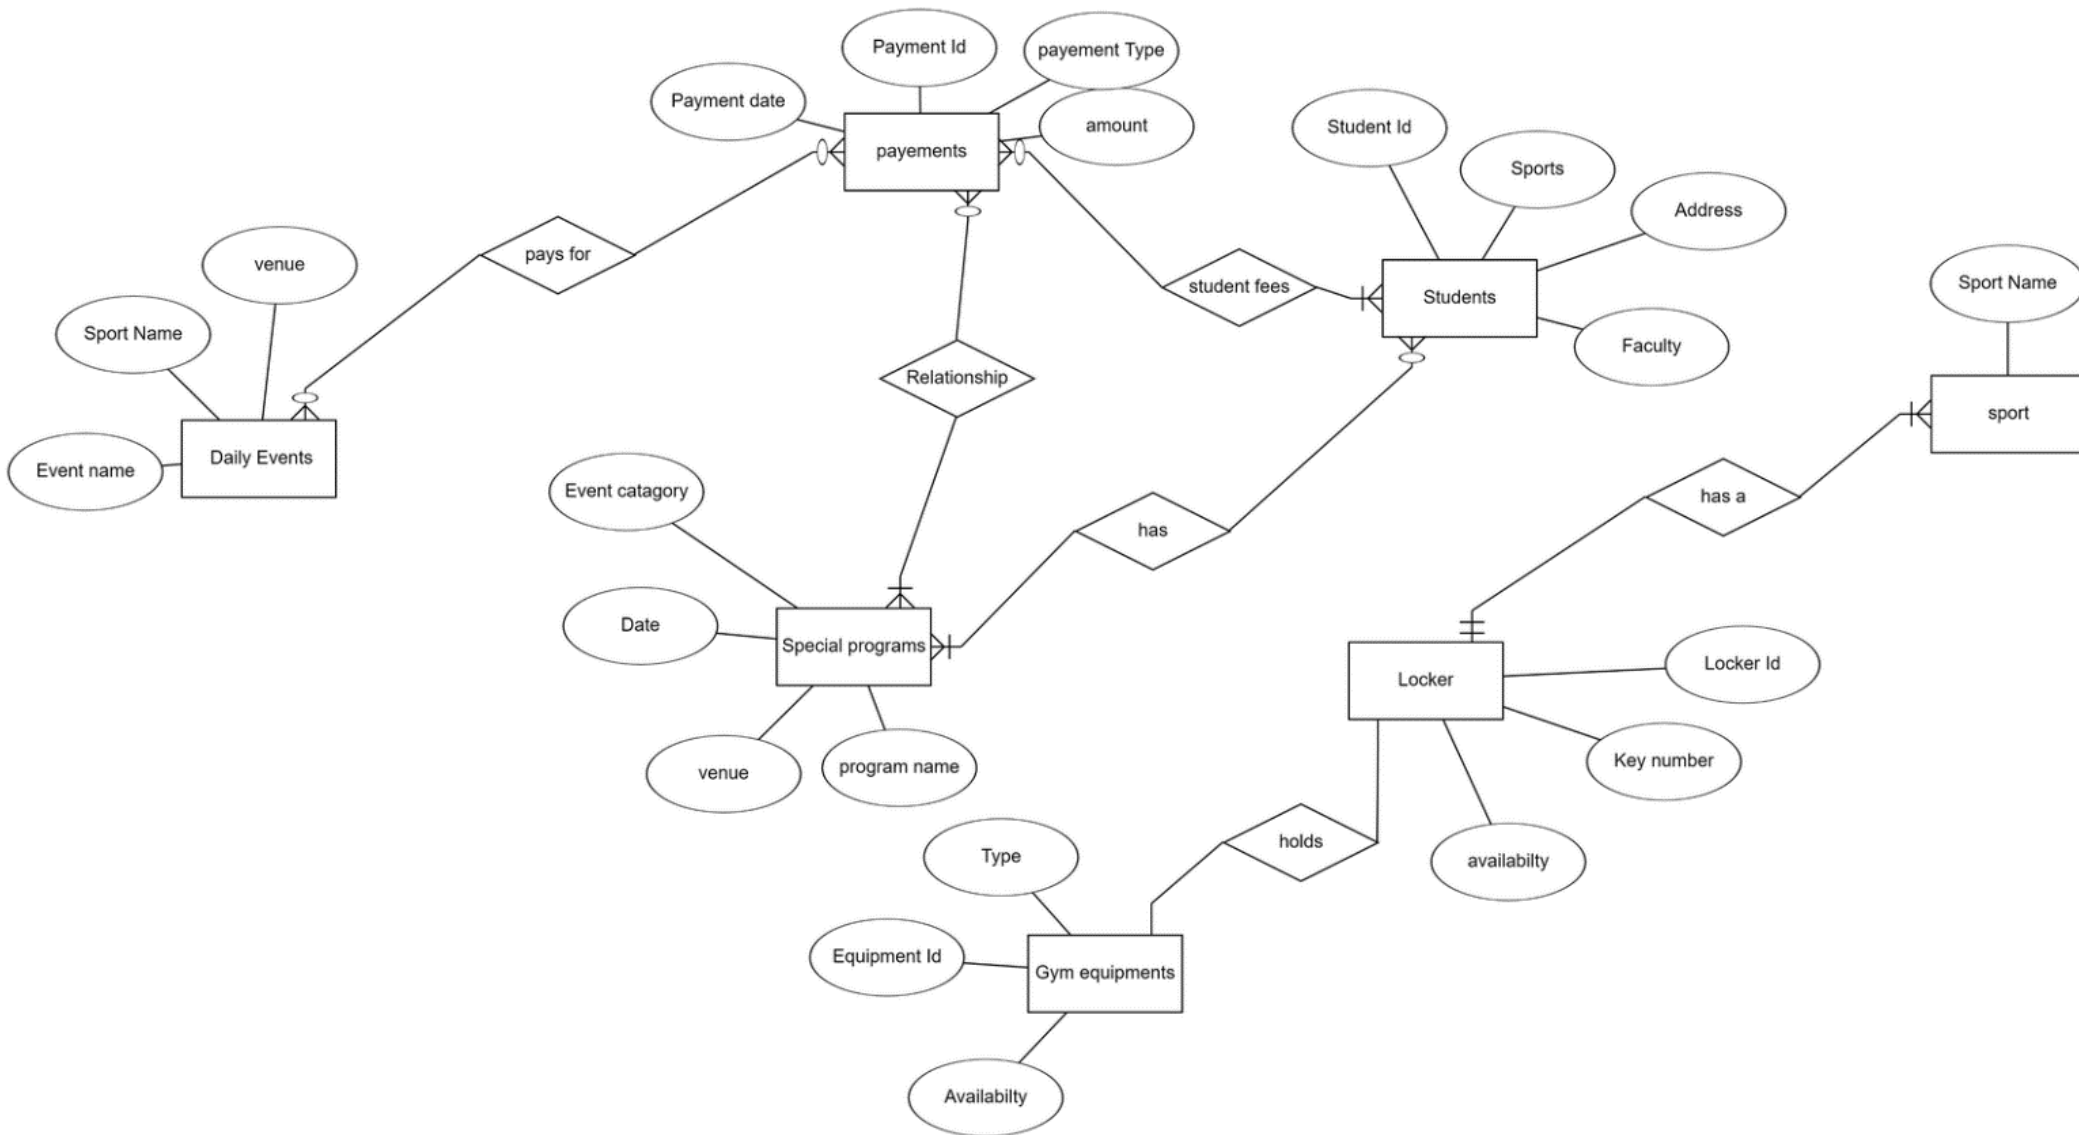 Payment Id
payement Type
Payment date
amount
payements
Student Id
Sports
Address
venue
pays for
student fees
Students
Sport Name
Sport Name
Faculty
Relationship
sport
Daily Events
Event name
Event catagory
has a
has
Date
Special programs
Locker Id
Locker
Key number
venue
program name
holds
availabilty
Type
Equipment Id
Gym equipments
Availabilty